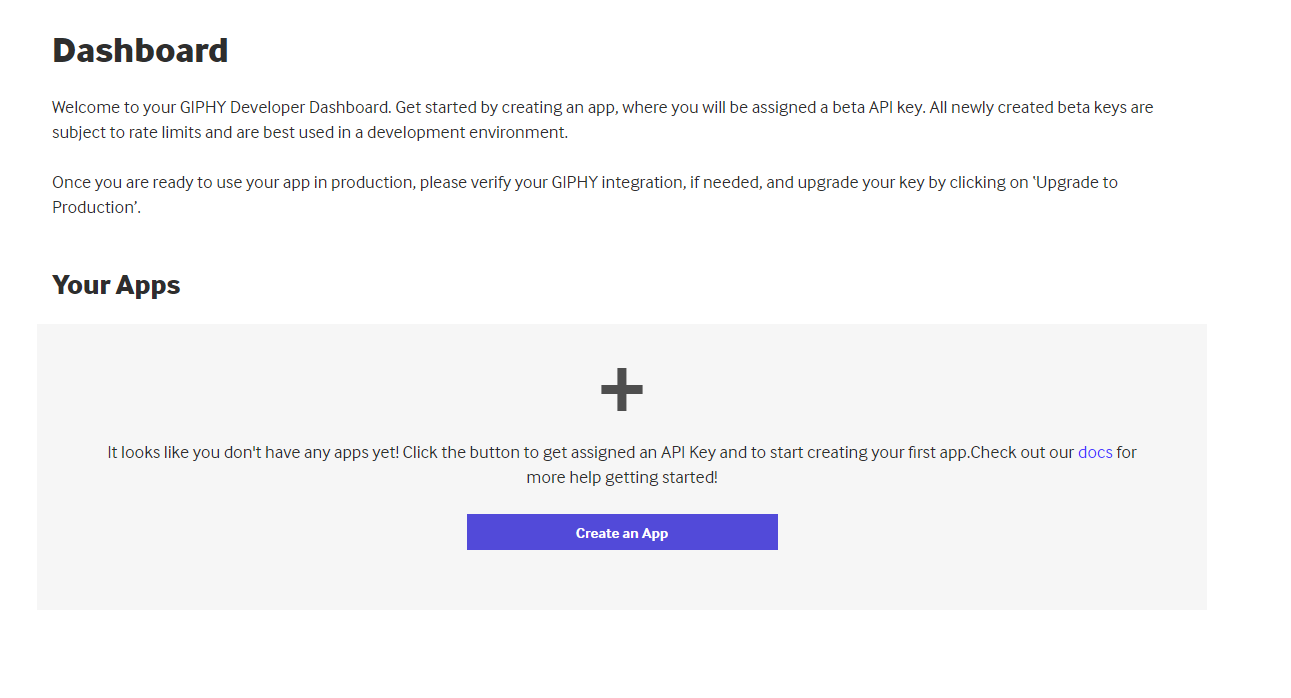 Dashboard
Welcome to your GIPHY Developer Dashboard. Get started by creating an app, where you will be assigned a beta API key. All newly created beta keys are
subject to rate limits and are best used in a development environment.
Once you are ready to use your app in production, please verify your GIPHY integration, if needed, and upgrade your key by clicking on ‘Upgrade to
Production’.
Your Apps
It looks like you don't have any apps yet! Click the button to get assigned an API Key and to start creating your first app.Check out our docs for
more help getting started!
Create an App